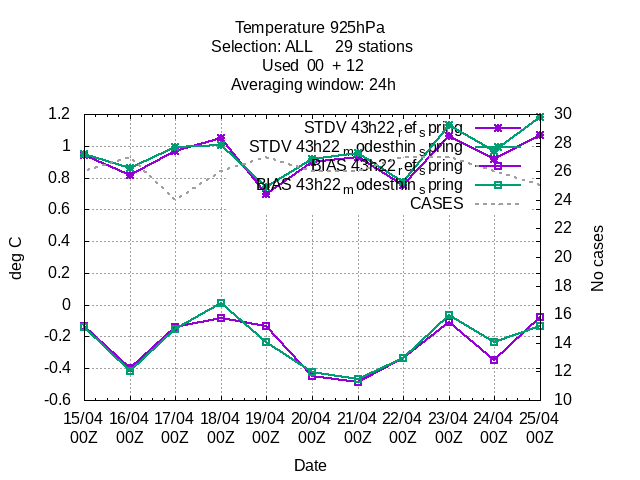 Temperature 925hPa
Selection: ALL 29 stations
Used 00 + 12
Averaging window: 24h
deg C
1.2
1
0.8
0.6
0.4
0.2
0
-0.2
-0.4
-0.6
STDV 43h22refspring
STDV 43h22modesthinspring
BIAS 43h22refspring
BIAS 43h22modesthinspring
CASES
30
28
26
24
22
20
18
16
14
12
10
No cases
15/04 16/04 17/04 18/04 19/04 20/04 21/04 22/04 23/04 24/04 25/04
00Z 00Z 00Z 00Z 00Z 00Z 00Z 00Z 00Z 00Z 00Z
Date